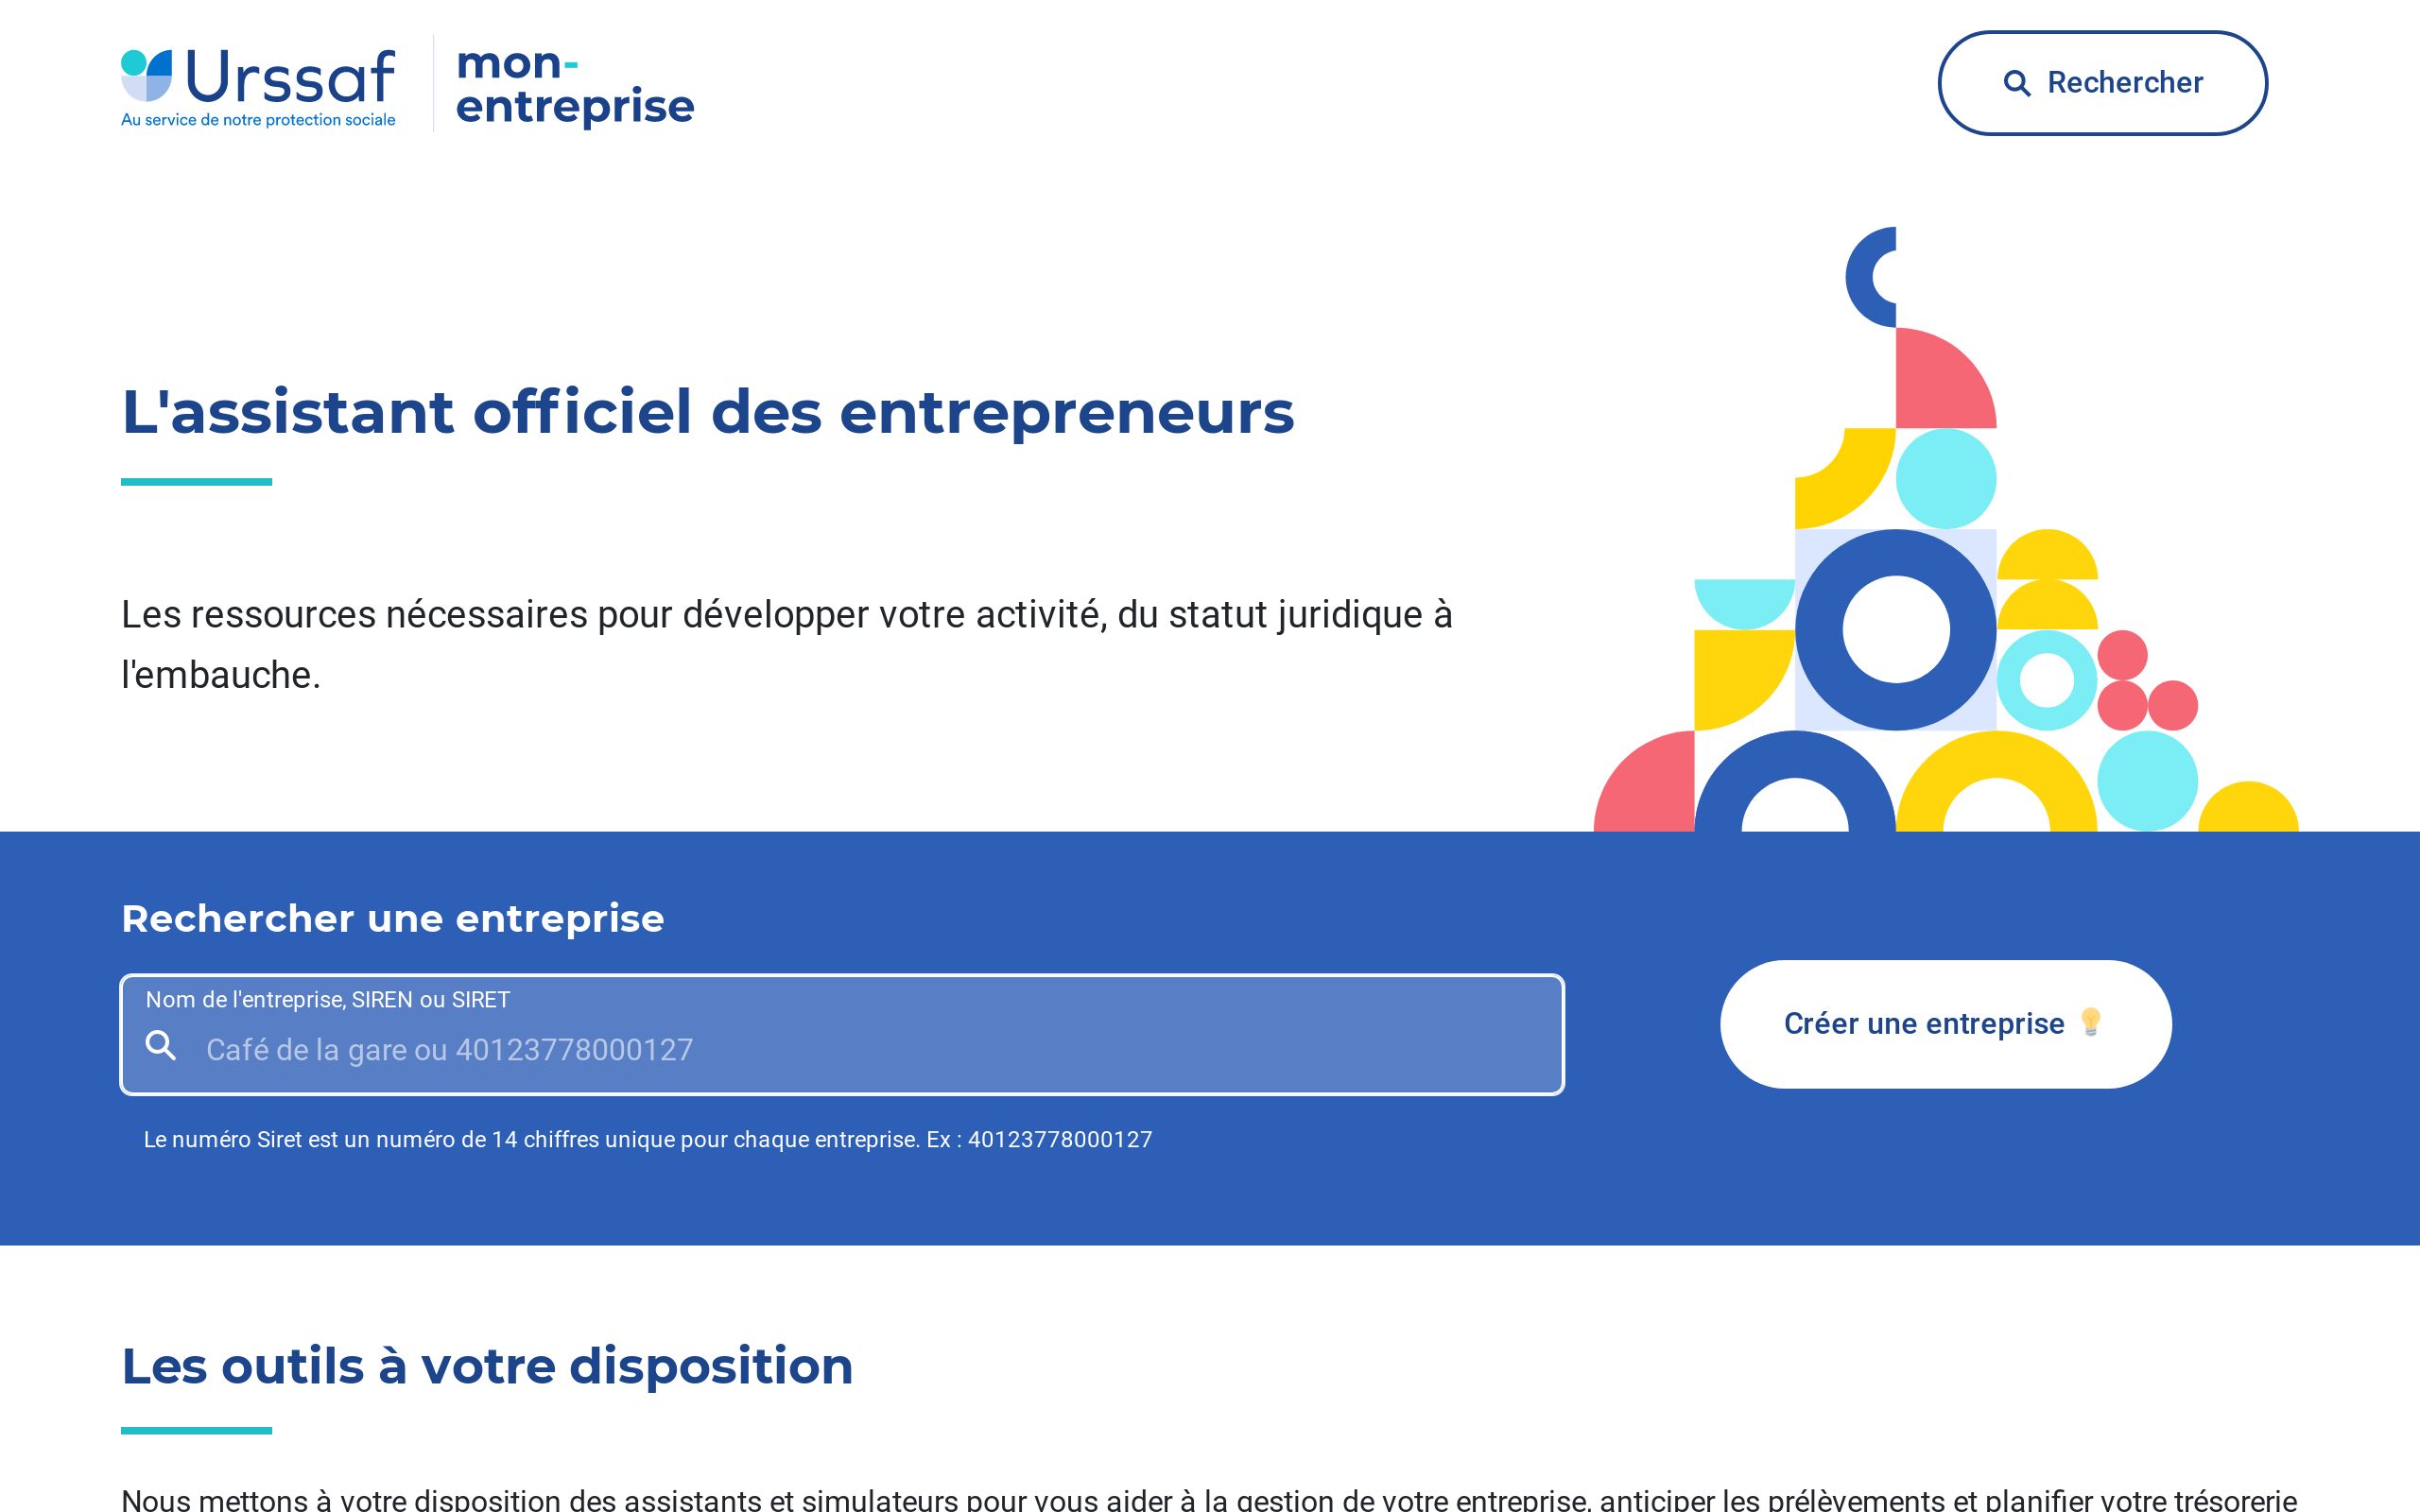 Urssaf
Au service de notre protection sociale
mon-
entreprise
Rechercher
L'assistant officiel des entrepreneurs
Les ressources nécessaires pour développer votre activité, du statut juridique à
l'embauche.
Rechercher une entreprise
Nom de l'entreprise, SIREN ou SIRET
Café de la gare ou 40123778000127
Créer une entreprise
Le numéro Siret est un numéro de 14 chiffres unique pour chaque entreprise. Ex : 40123778000127
Les outils à votre disposition
Nous mettons à votre disposition des assistants et simulateurs pour vous aider à la gestion de votre entreprise, anticiper les prélèvements et planifier votre trésorerie